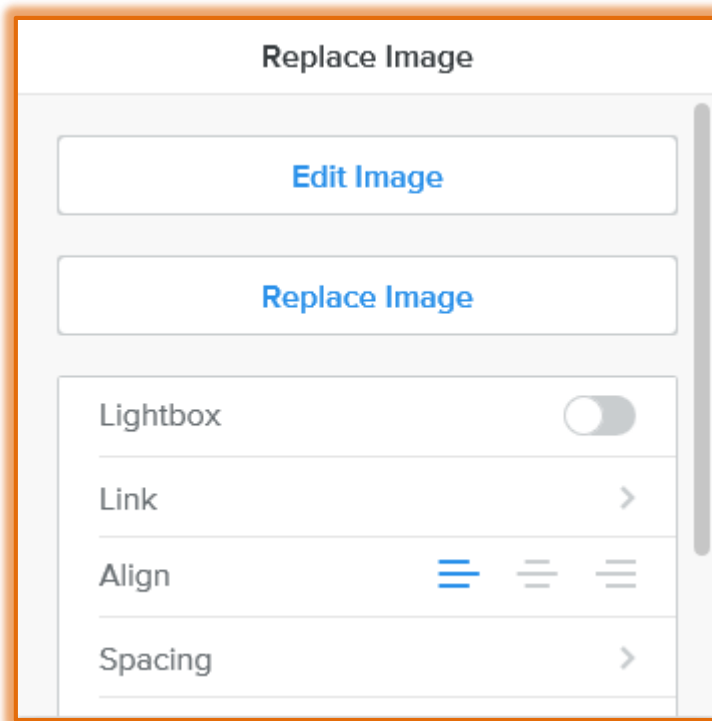 Replace Image
Edit Image
Replace Image
Lightbox
Link
Align
Spacing